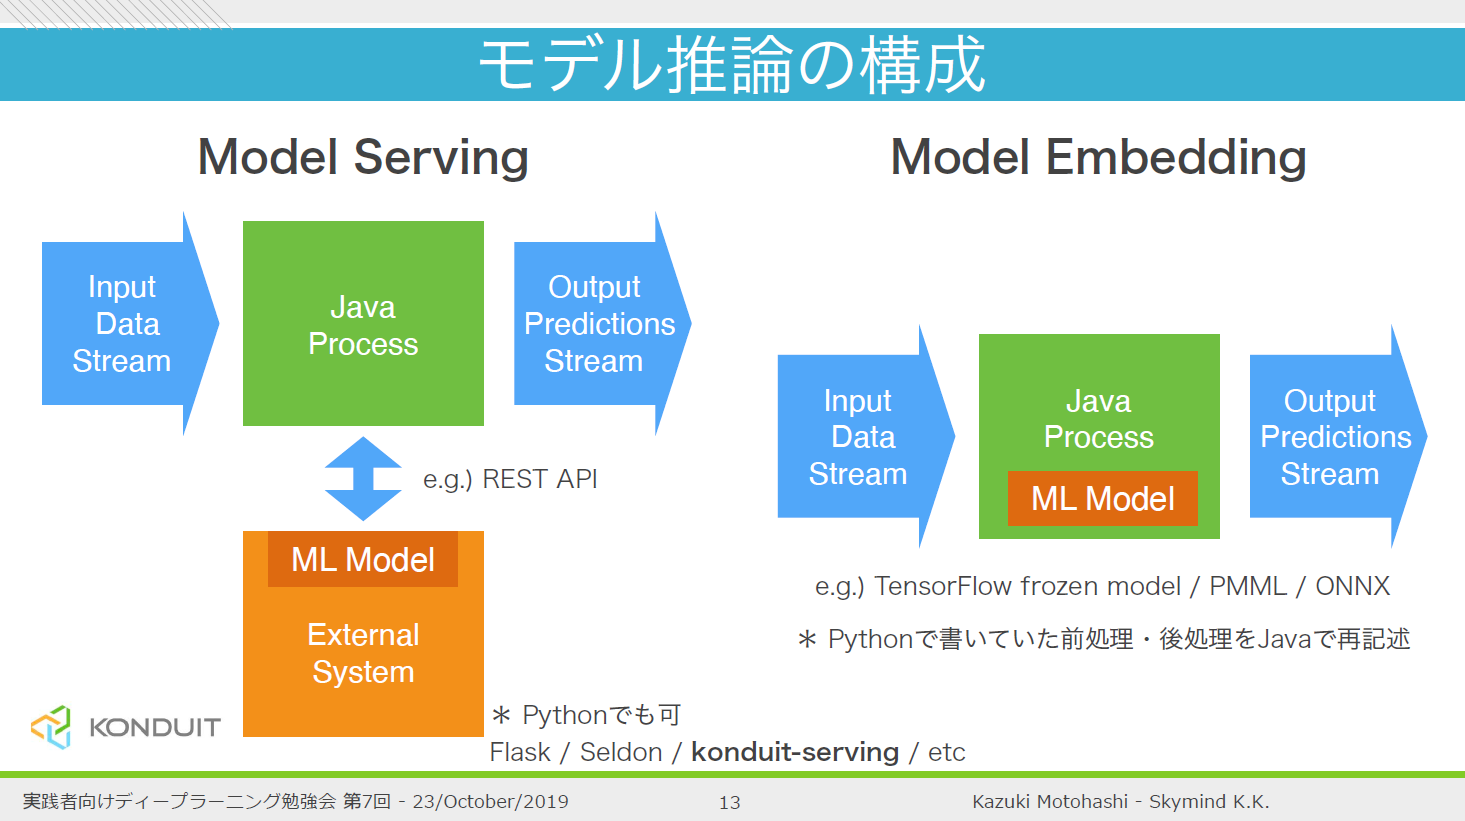 モデル推論の構成
Model Serving
Input
Data
Stream
Java
Process
Output
Predictions
Stream
e.g.) REST API
ML Model
External
System
＊ Pythonでも可
Flask / Seldon / konduit-serving / etc
Model Embedding
Input
Data
Stream
Java
Process
ML Model
Output
Predictions
Stream
e.g.) TensorFlow frozen model / PMML / ONNX
＊ Pythonで書いていた前処理・後処理をJavaで再記述
KONDUIT
実践者向けディープラーニング勉強会 第7回 - 23/October/2019
13
Kazuki Motohashi - Skymind K.K.